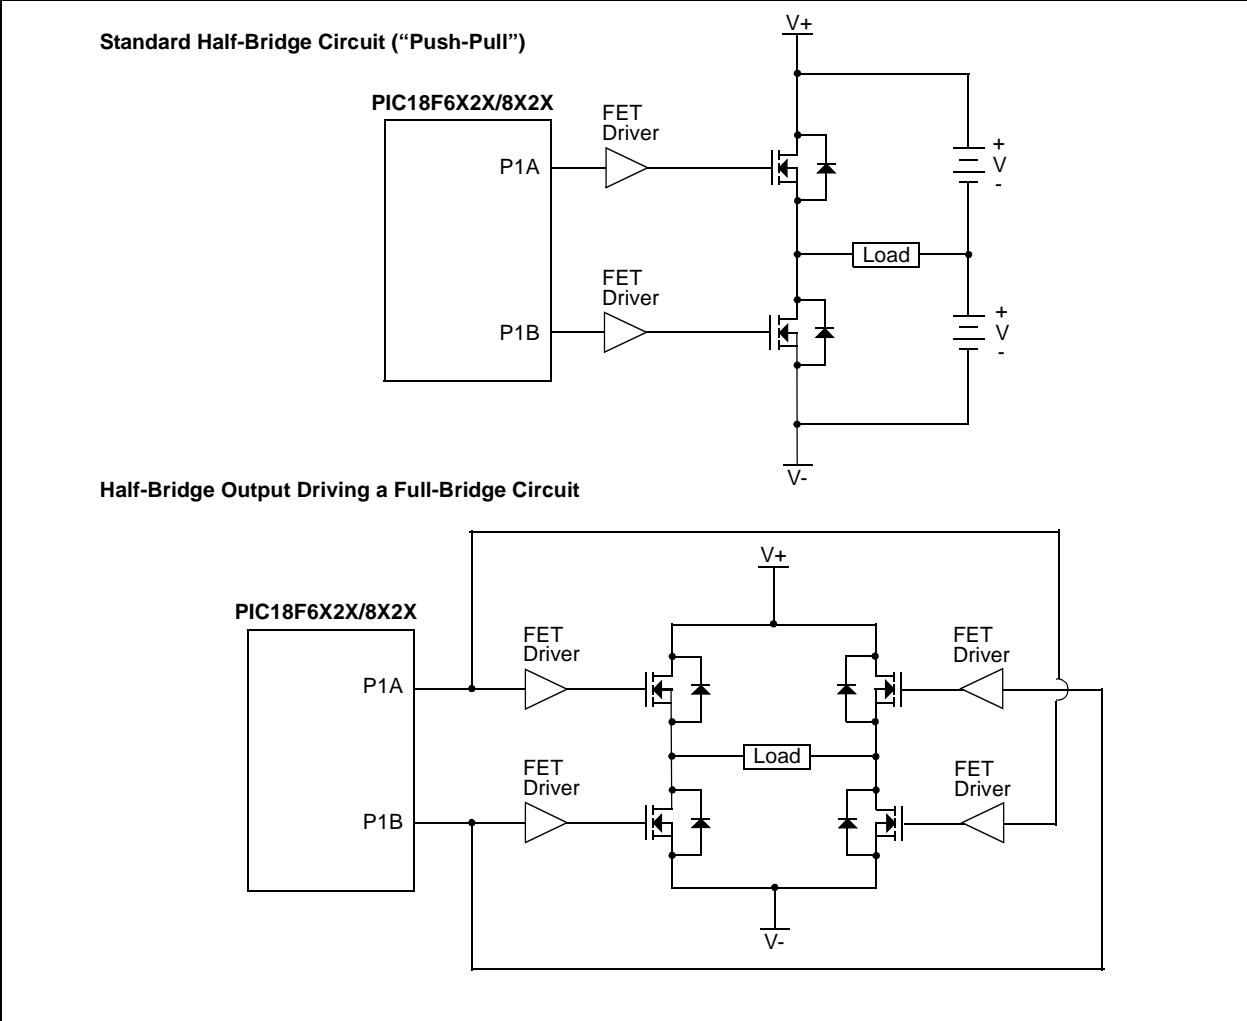 Standard Half-Bridge Circuit (“Push-Pull”)
V+
PIC18F6X2X/8X2X
FET
Driver
P1A
+
V
-
Load
FET
Driver
P1B
+
V
-
V-
Half-Bridge Output Driving a Full-Bridge Circuit
V+
PIC18F6X2X/8X2X
FET
Driver
FET
Driver
P1A
Load
FET
Driver
FET
Driver
P1B
V-